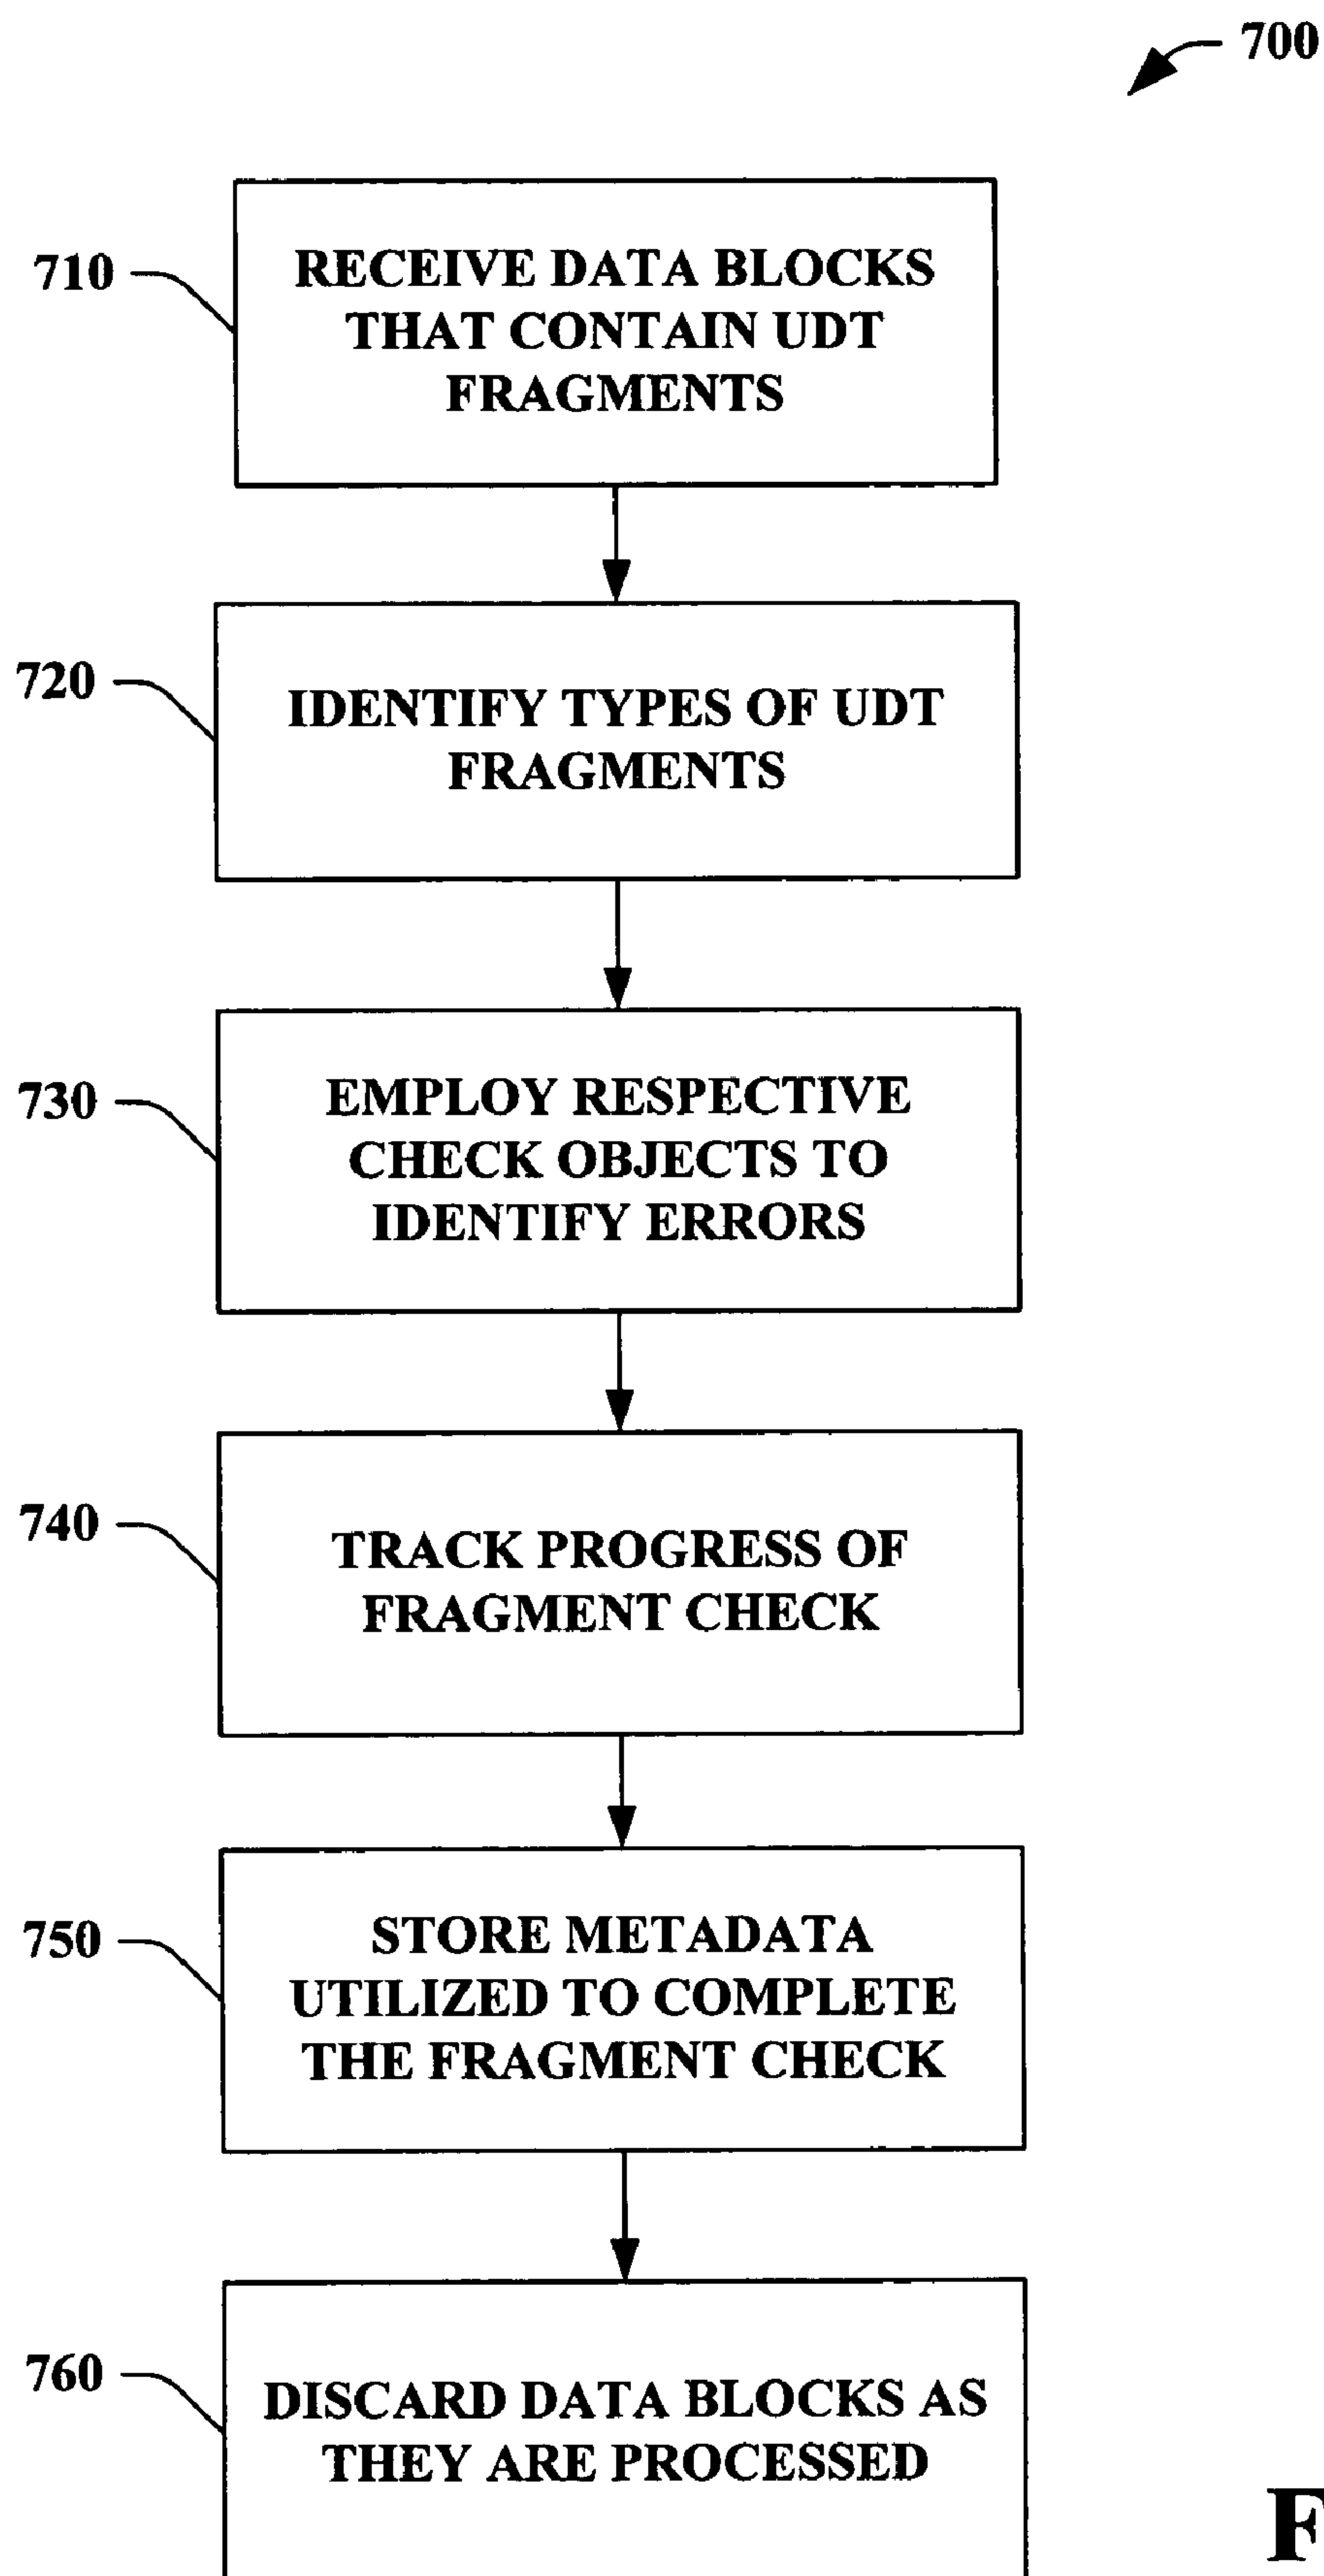 700
710
RECEIVE DATA BLOCKS
THAT CONTAIN UDT
FRAGMENTS
720
IDENTIFY TYPES OF UDT
FRAGMENTS
730
EMPLOY RESPECTIVE
CHECK OBJECTS TO
IDENTIFY ERRORS
740
TRACK PROGRESS OF
FRAGMENT CHECK
750
STORE METADATA
UTILIZED TO COMPLETE
THE FRAGMENT CHECK
760
DISCARD DATA BLOCKS AS
THEY ARE PROCESSED